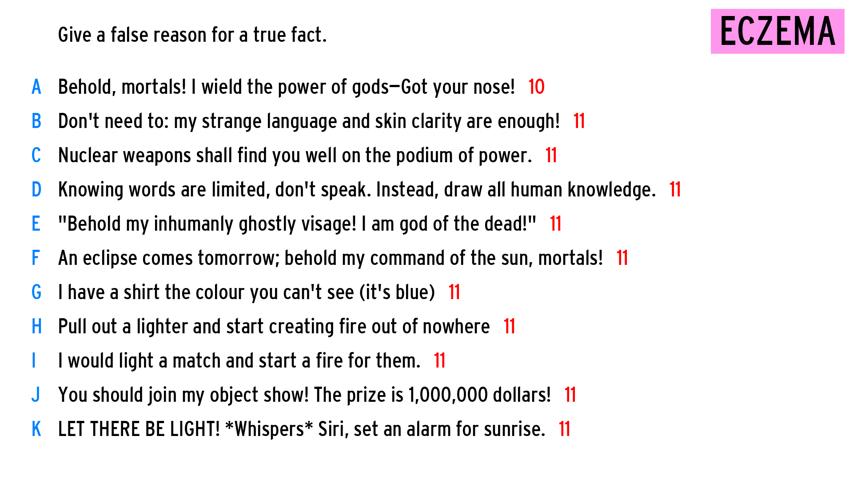 Give a false reason for a true fact.
ECZEMA
A Behold, mortals! I wield the power of gods—Got your nose! 10
B Don't need to: my strange language and skin clarity are enough! 11
C Nuclear weapons shall find you well on the podium of power. 11
D Knowing words are limited, don't speak. Instead, draw all human knowledge. 11
E "Behold my inhumanly ghostly visage! I am god of the dead!" 11
F An eclipse comes tomorrow; behold my command of the sun, mortals! 11
G I have a shirt the colour you can't see (it's blue) 11
H Pull out a lighter and start creating fire out of nowhere 11
I I would light a match and start a fire for them. 11
J You should join my object show! The prize is 1,000,000 dollars! 11
K LET THERE BE LIGHT! *Whispers* Siri, set an alarm for sunrise. 11